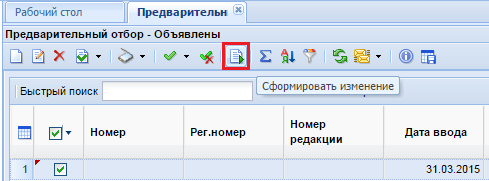 Рабочий стол Предварительн
Предварительный отбор - Объявлены
Сформировать изменение
Быстрый поиск
Номер Рег.номер Номер редакции Дата ввода
1 31.03.2015